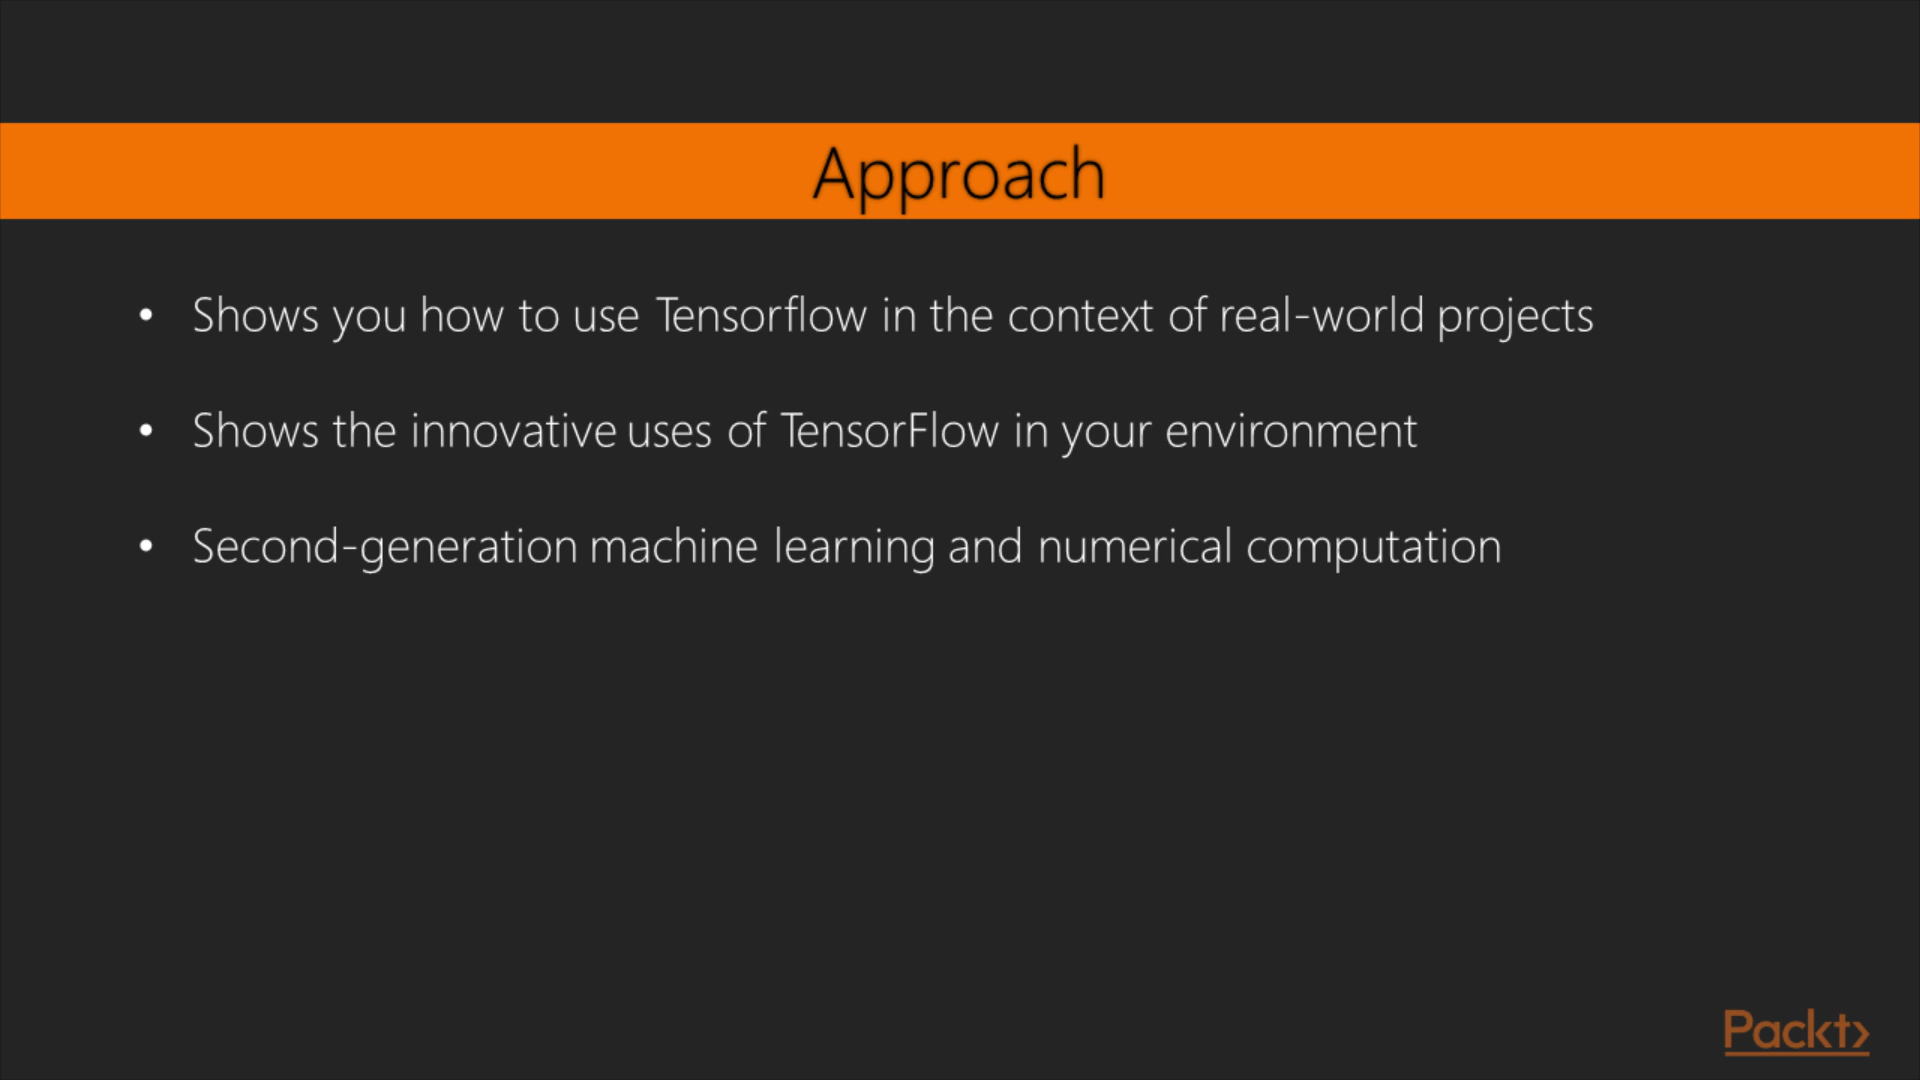 Approach
• Shows you how to use Tensorflow in the context of real-world projects
• Shows the innovative uses of TensorFlow in your environment
• Second-generation machine learning and numerical computation
Packt>